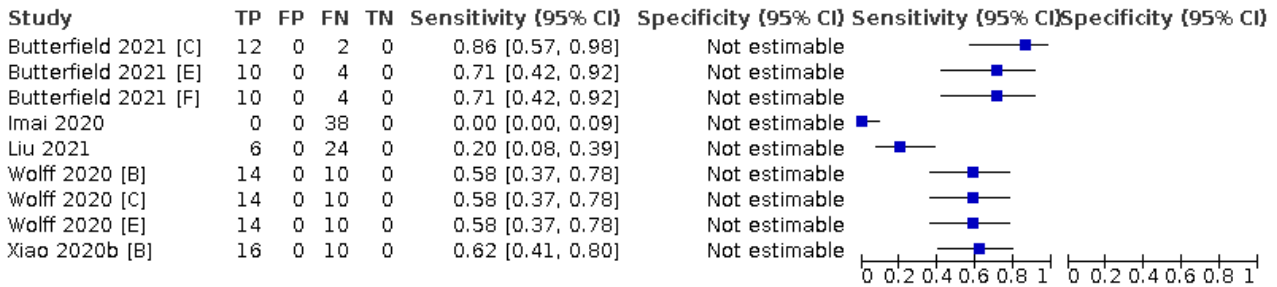 Study TP FP FN TN Sensitivity (95% CI) Specificity (95% CI) Sensitivity (95% CI)Specificity (95% CI)
Butterfield 2021 [C] 12 0 2 0 0.86 [0.57, 0.98] Not estimable
Butterfield 2021 [E] 10 0 4 0 0.71 [0.42, 0.92] Not estimable
Butterfield 2021 [F] 10 0 4 0 0.71 [0.42, 0.92] Not estimable
Imai 2020 0 0 38 0 0.00 [0.00, 0.09] Not estimable
Liu 2021 6 0 24 0 0.20 [0.08, 0.39] Not estimable
Wolff 2020 [B] 14 0 10 0 0.58 [0.37, 0.78] Not estimable
Wolff 2020 [C] 14 0 10 0 0.58 [0.37, 0.78] Not estimable
Wolff 2020 [E] 14 0 10 0 0.58 [0.37, 0.78] Not estimable
Xiao 2020b [B] 16 0 10 0 0.62 [0.41, 0.80] Not estimable
0 0.2 0.4 0.6 0.8 1 0 0.2 0.4 0.6 0.8 1